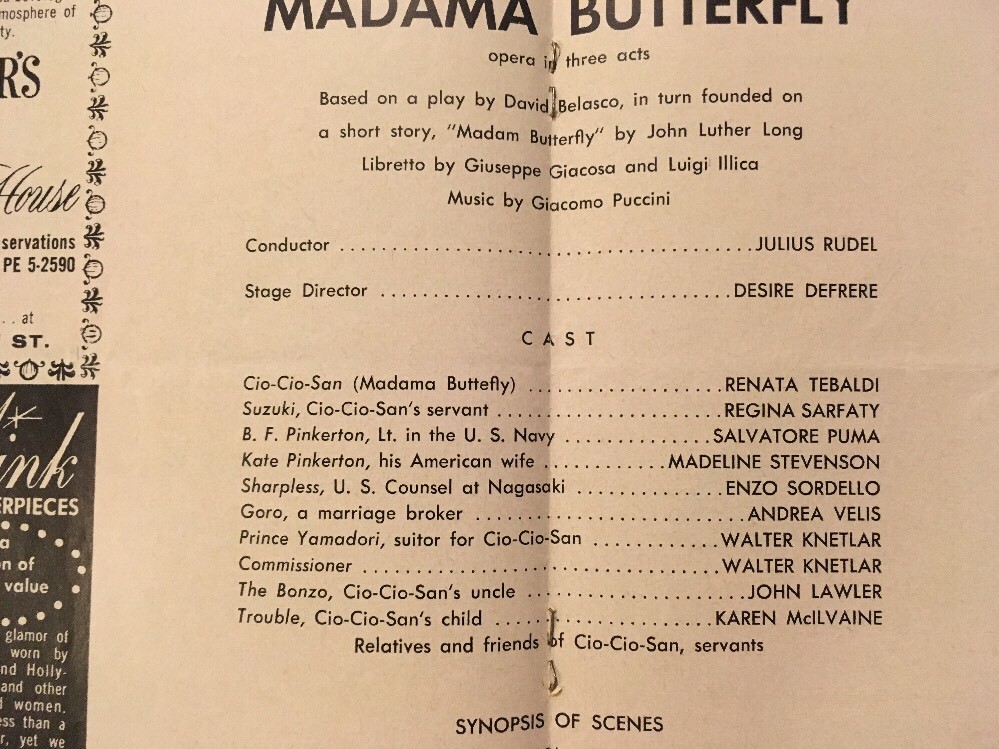 mosphere of
ty.
R'S
House
servations
PE 5-2590
. . at
ST.
ink
ERPIECES
a
n of
value
glamor of
worn by
nd Holly-
and other
d women.
ess than a
r, yet we
MADAMA BUTTERFLY
opera in three acts
Based on a play by David Belasco, in turn founded on
a short story, "Madam Butterfly" by John Luther Long
Libretto by Giuseppe Giacosa and Luigi Illica
Music by Giacomo Puccini
Conductor ........................................ JULIUS RUDEL
Stage Director .................................. DESIRE DEFRERE
CAST
Cio-Cio-San (Madama Buttefly) ................... RENATA TEBALDI
Suzuki, Cio-Cio-San's servant ...................... REGINA SARFATY
B. F. Pinkerton, Lt. in the U. S. Navy .............. SALVATORE PUMA
Kate Pinkerton, his American wife ............ MADELINE STEVENSON
Sharpless, U. S. Counsel at Nagasaki .............. ENZO SORDELLO
Goro, a marriage broker .......................... ANDREA VELIS
Prince Yamadori, suitor for Cio-Cio-San ............ WALTER KNETLAR
Commissioner .................................. WALTER KNETLAR
The Bonzo, Cio-Cio-San's uncle ..................... JOHN LAWLER
Trouble, Cio-Cio-San's child ..................... KAREN McILVAINE
Relatives and friends of Cio-Cio-San, servants
SYNOPSIS OF SCENES